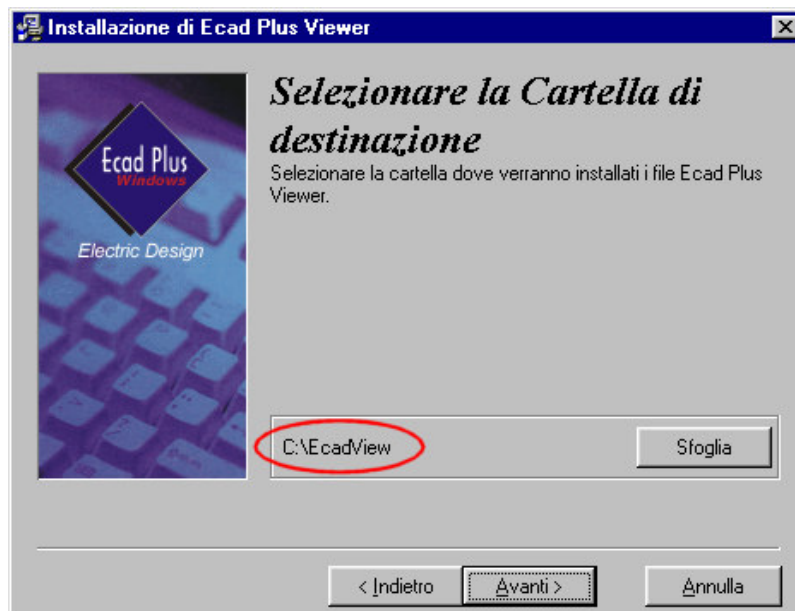 Installazione di Ecad Plus Viewer
Ecad Plus
Windows
Electric Design
Selezionare la Cartella di
destinazione
Selezionare la cartella dove verranno installati i file Ecad Plus
Viewer.
C:\EcadView
Sfoglia
< Indietro
Avanti >
Annulla